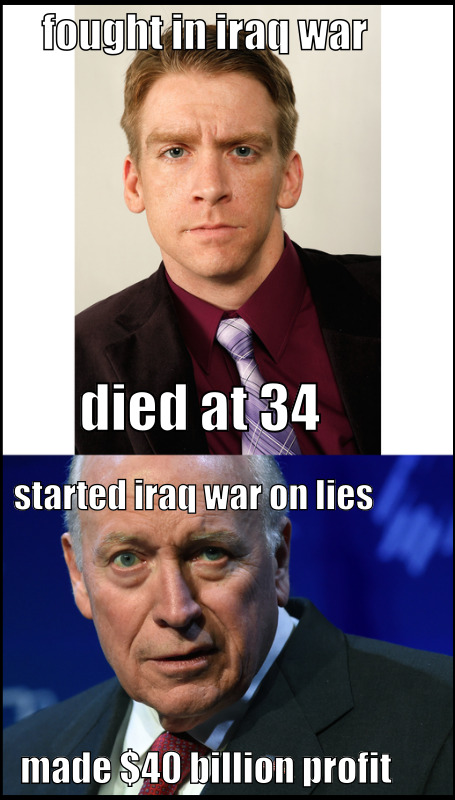 fought in iraq war
died at 34
started iraq war on lies
made $40 billion profit